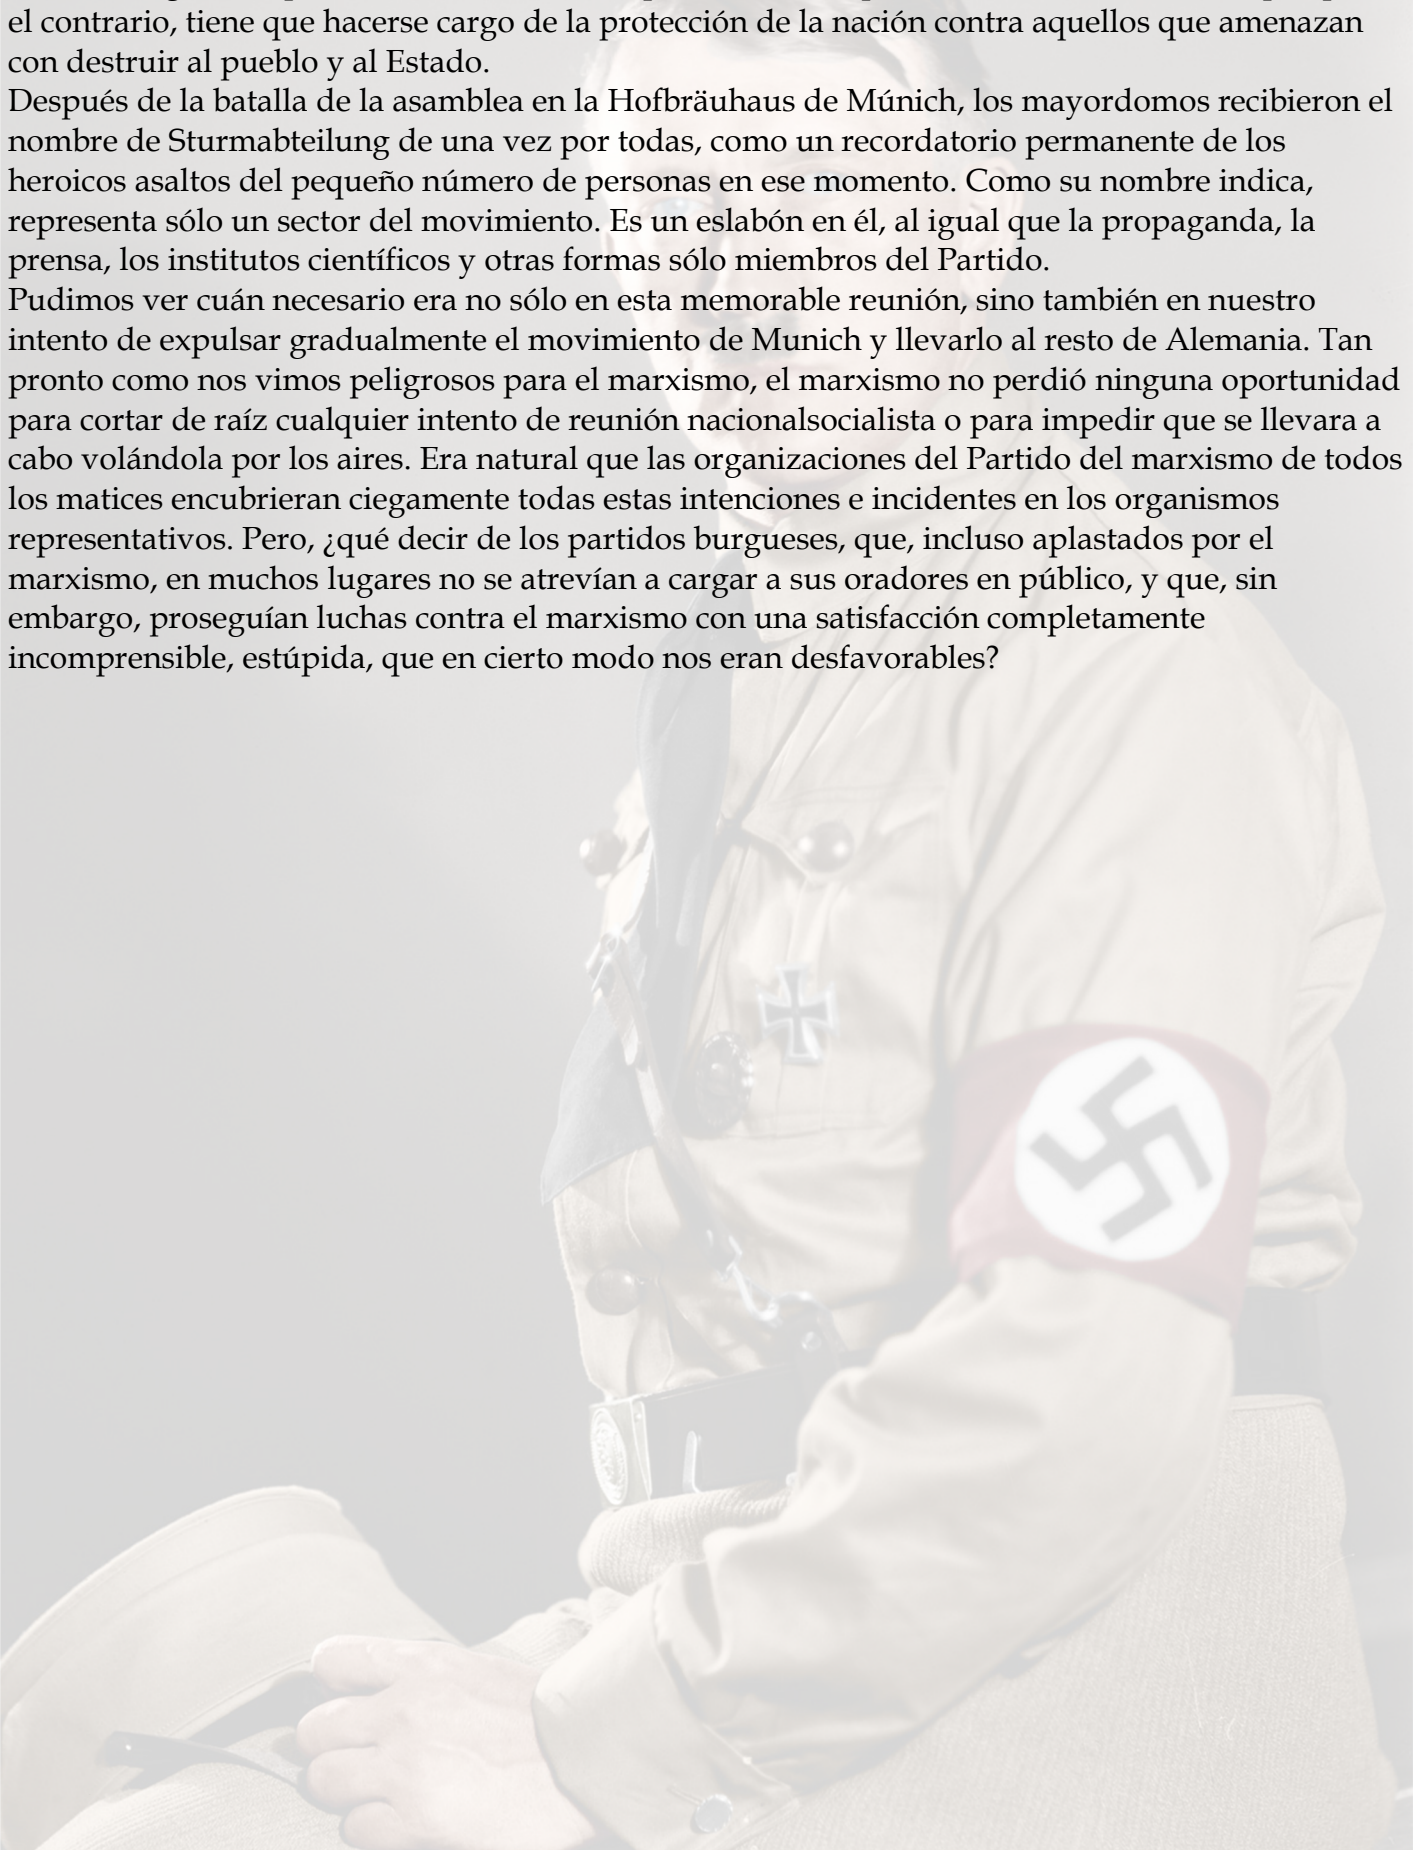 el contrario, tiene que hacerse cargo de la protección de la nación contra aquellos que amenazan
con destruir al pueblo y al Estado.
Después de la batalla de la asamblea en la Hofbräuhaus de Múnich, los mayordomos recibieron el
nombre de Sturmabteilung de una vez por todas, como un recordatorio permanente de los
heroicos asaltos del pequeño número de personas en ese momento. Como su nombre indica,
representa sólo un sector del movimiento. Es un eslabón en él, al igual que la propaganda, la
prensa, los institutos científicos y otras formas sólo miembros del Partido.
Pudimos ver cuán necesario era no sólo en esta memorable reunión, sino también en nuestro
intento de expulsar gradualmente el movimiento de Munich y llevarlo al resto de Alemania. Tan
pronto como nos vimos peligrosos para el marxismo, el marxismo no perdió ninguna oportunidad
para cortar de raíz cualquier intento de reunión nacionalsocialista o para impedir que se llevara a
cabo volándola por los aires. Era natural que las organizaciones del Partido del marxismo de todos
los matices encubrieran ciegamente todas estas intenciones e incidentes en los organismos
representativos. Pero, ¿qué decir de los partidos burgueses, que, incluso aplastados por el
marxismo, en muchos lugares no se atrevían a cargar a sus oradores en público, y que, sin
embargo, proseguían luchas contra el marxismo con una satisfacción completamente
incomprensible, estúpida, que en cierto modo nos eran desfavorables?